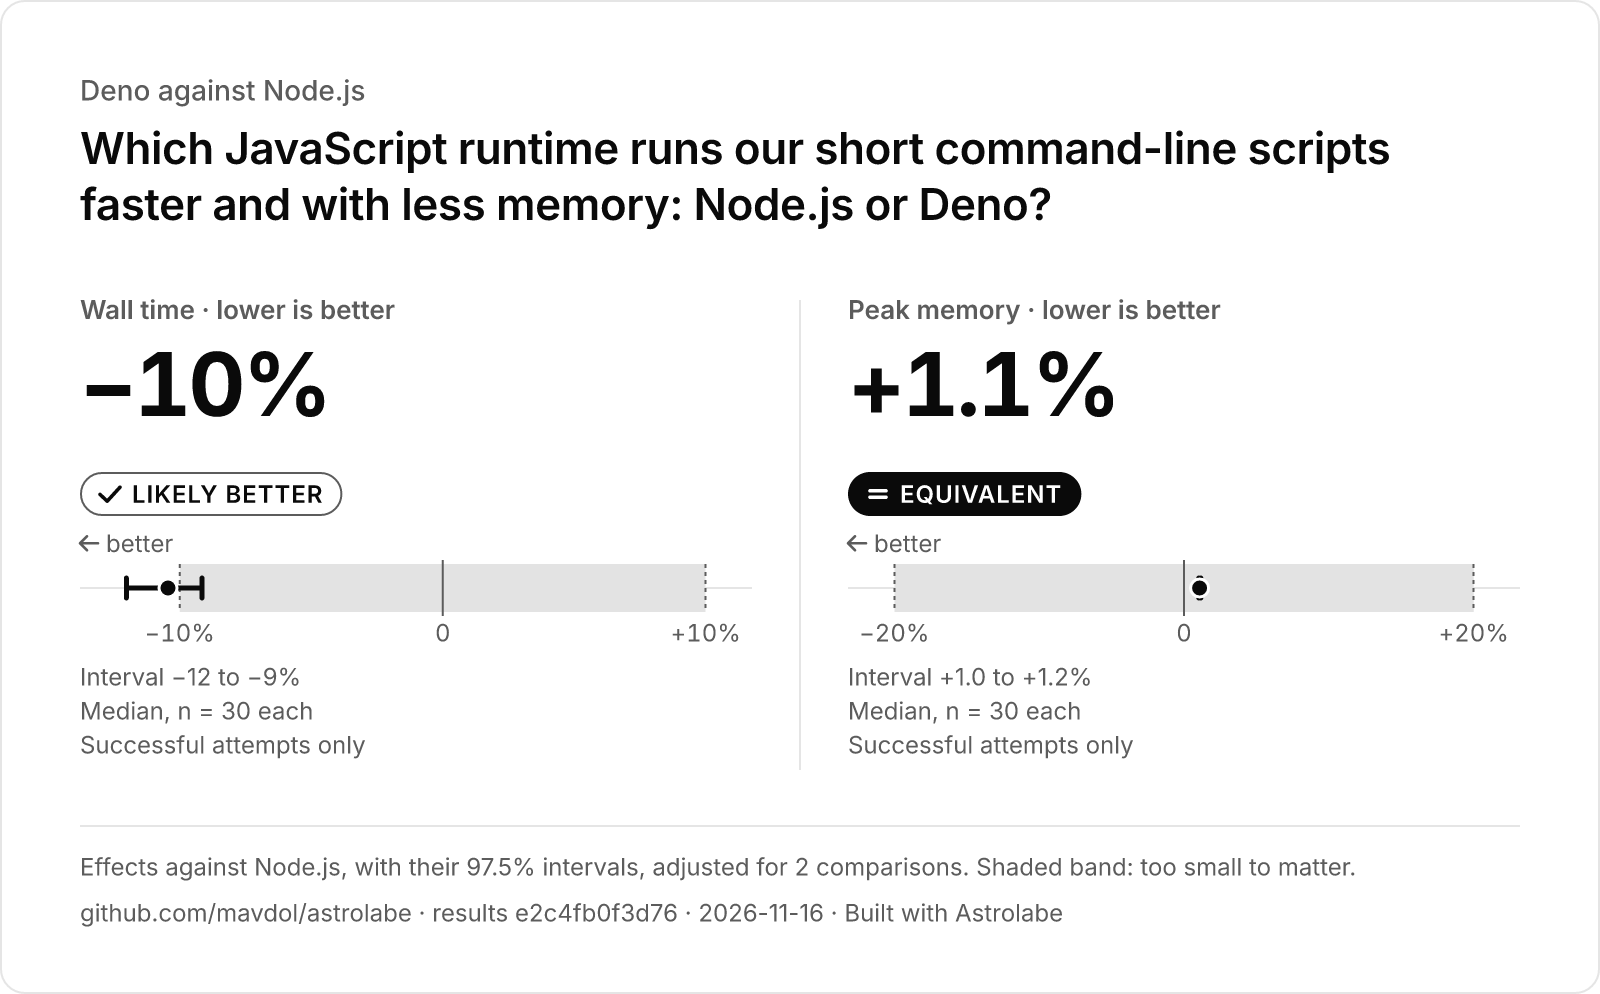 Deno against Node.js
Which JavaScript runtime runs our short command-line scripts
faster and with less memory: Node.js or Deno?
Wall time · lower is better
−10%
LIKELY BETTER
← better
−10% 0 +10%
Interval −12 to −9%
Median, n = 30 each
Successful attempts only
Peak memory · lower is better
+1.1%
= EQUIVALENT
← better
−20% 0 +20%
Interval +1.0 to +1.2%
Median, n = 30 each
Successful attempts only
Effects against Node.js, with their 97.5% intervals, adjusted for 2 comparisons. Shaded band: too small to matter.
github.com/mavdol/astrolabe · results e2c4fb0f3d76 · 2026-11-16 · Built with Astrolabe